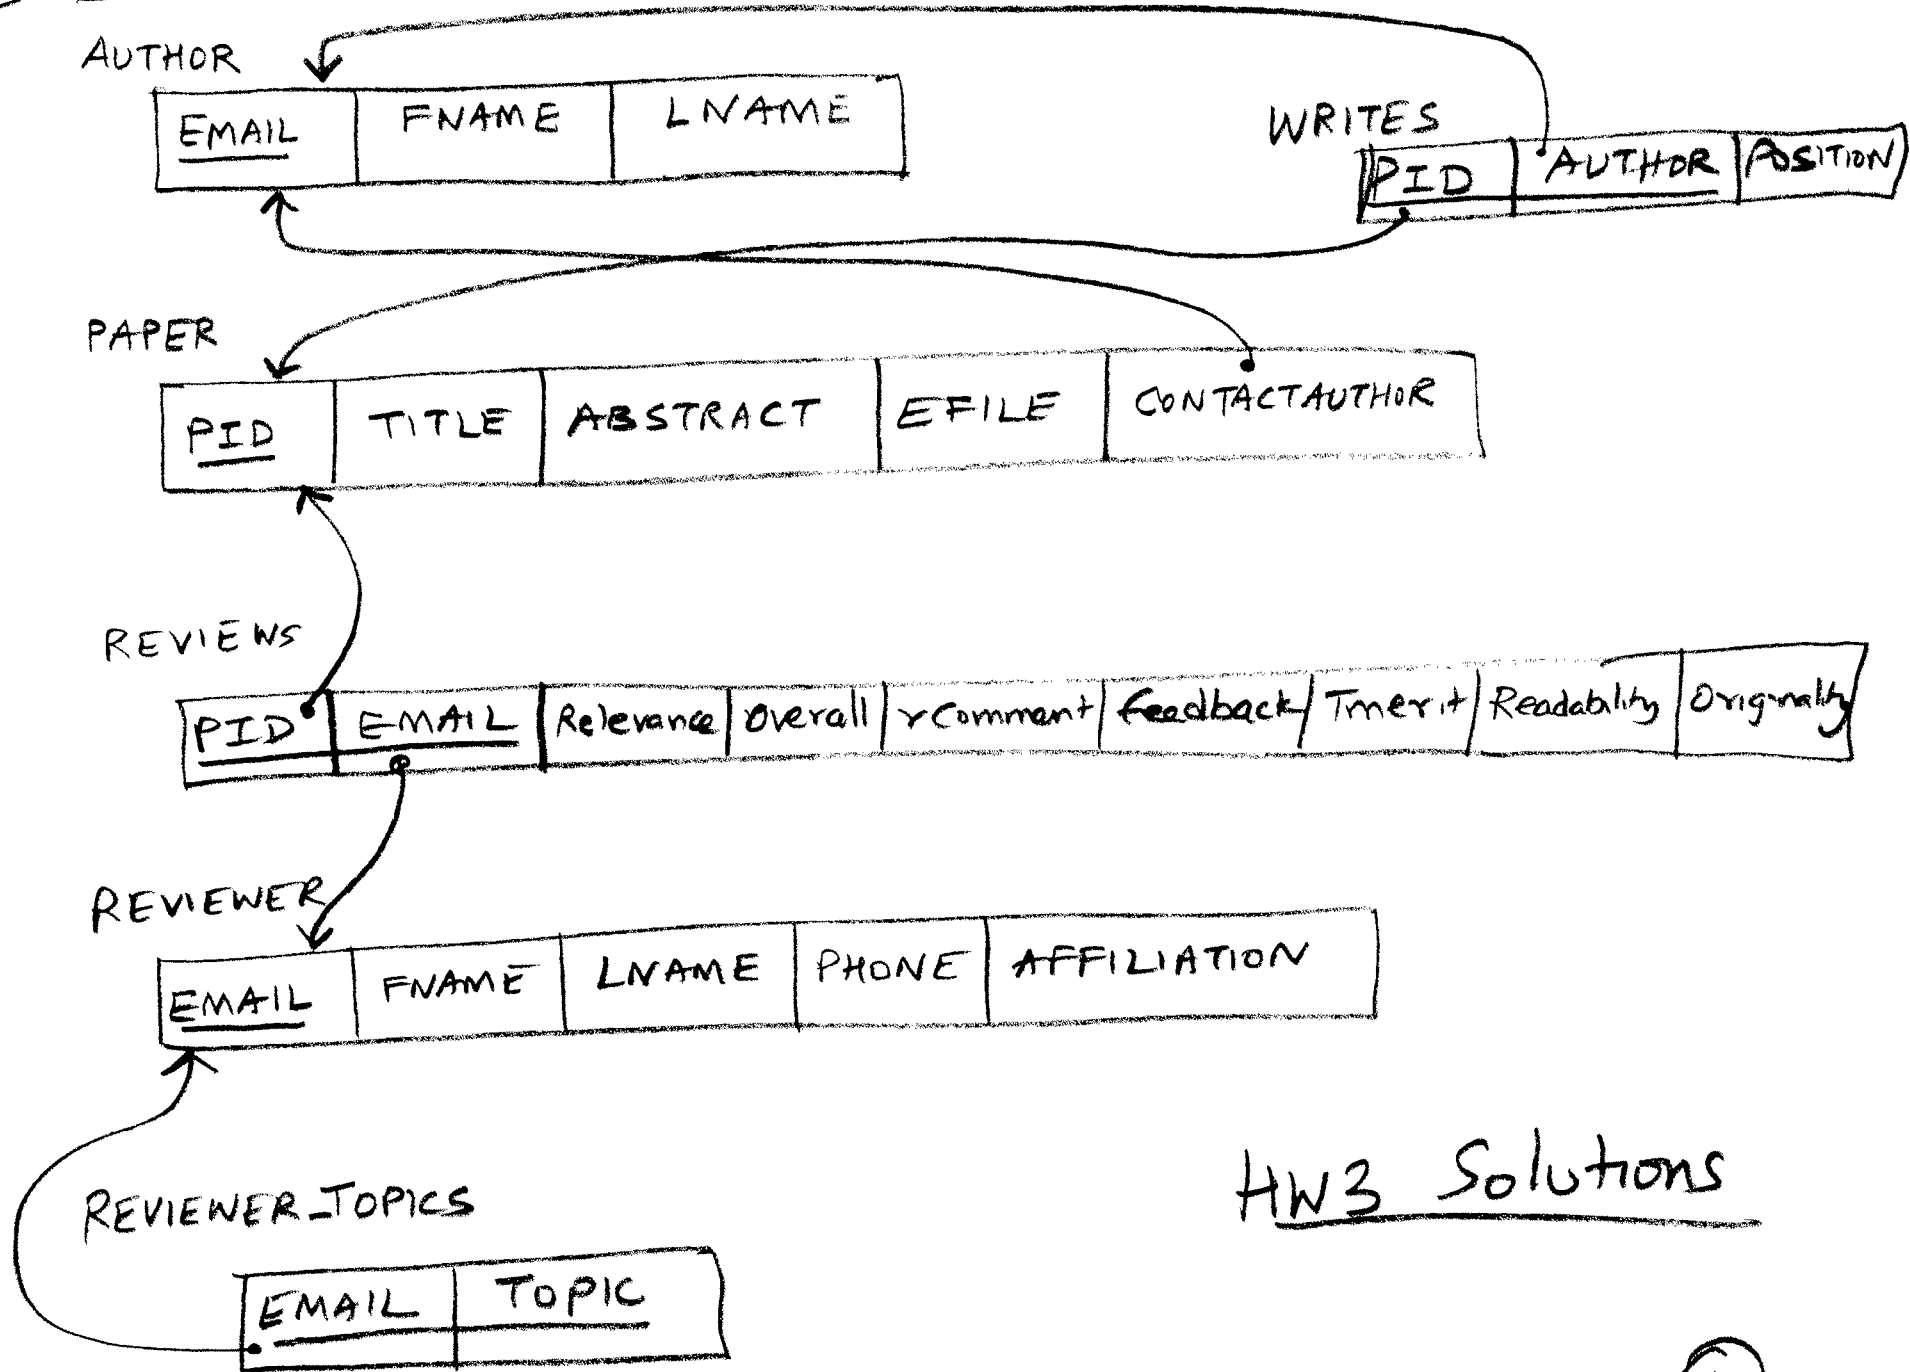 AUTHOR
EMAIL FNAME LNAME
WRITES
PID AUTHOR POSITION
PAPER
PID TITLE ABSTRACT EFILE CONTACTAUTHOR
REVIEWS
PID EMAIL Relevance Overall rComment Feedback Tmerit Readability Originality
REVIEWER
EMAIL FNAME LNAME PHONE AFFILIATION
HW3 Solutions
REVIEWER_TOPICS
EMAIL TOPIC